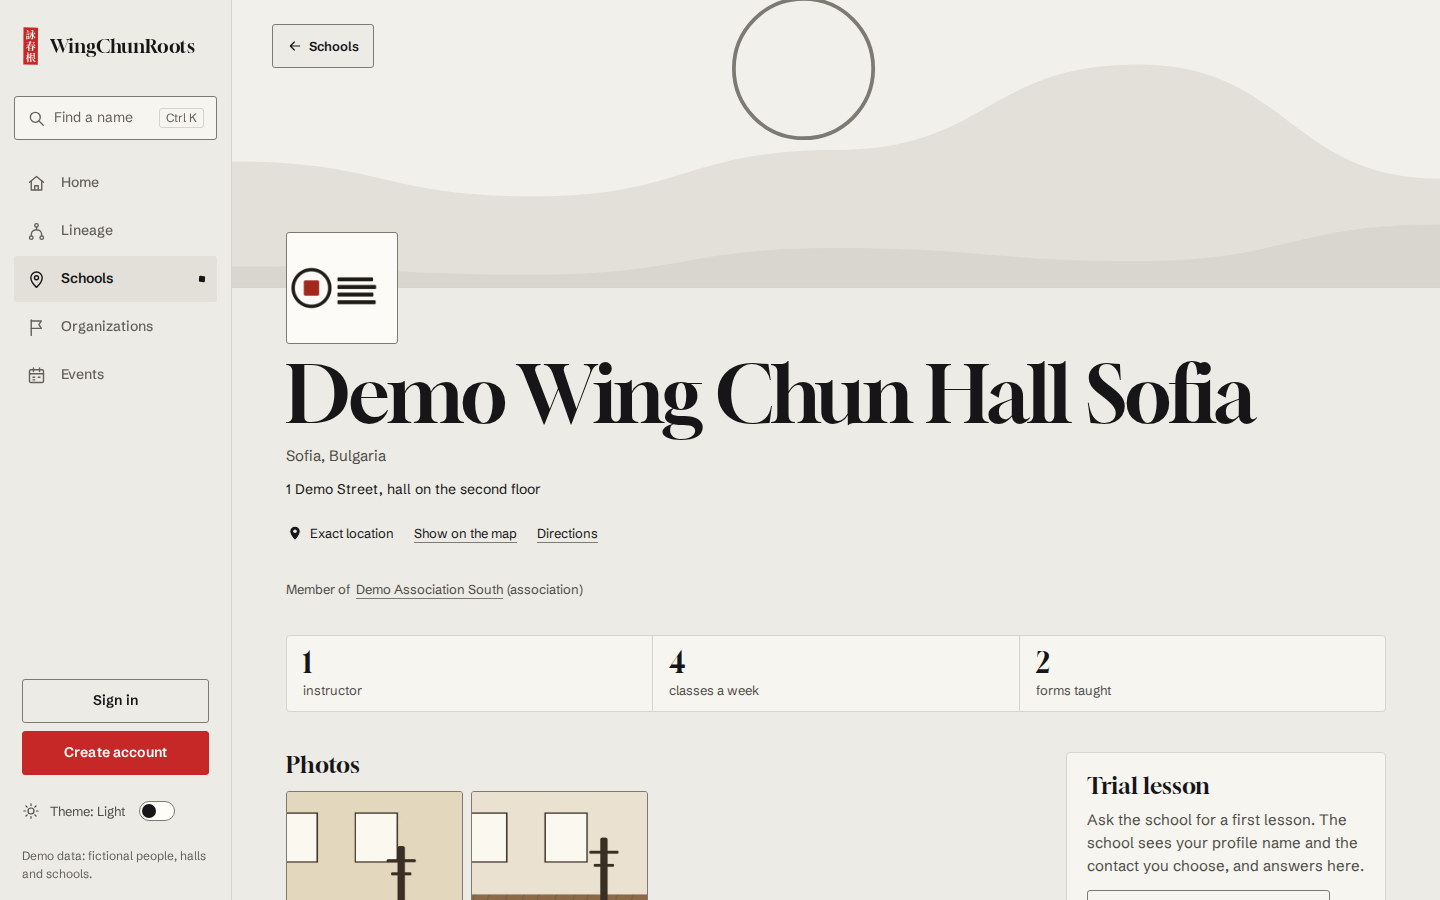 詠春根
WingChunRoots
Find a name
Ctrl K
Home
Lineage
Schools
Organizations
Events
Sign in
Create account
Theme: Light
Demo data: fictional people, halls
and schools.
Schools
Demo Wing Chun Hall Sofia
Sofia, Bulgaria
1 Demo Street, hall on the second floor
Exact location
Show on the map
Directions
Member of Demo Association South (association)
1
instructor
4
classes a week
2
forms taught
Photos
Trial lesson
Ask the school for a first lesson. The
school sees your profile name and the
contact you choose, and answers here.